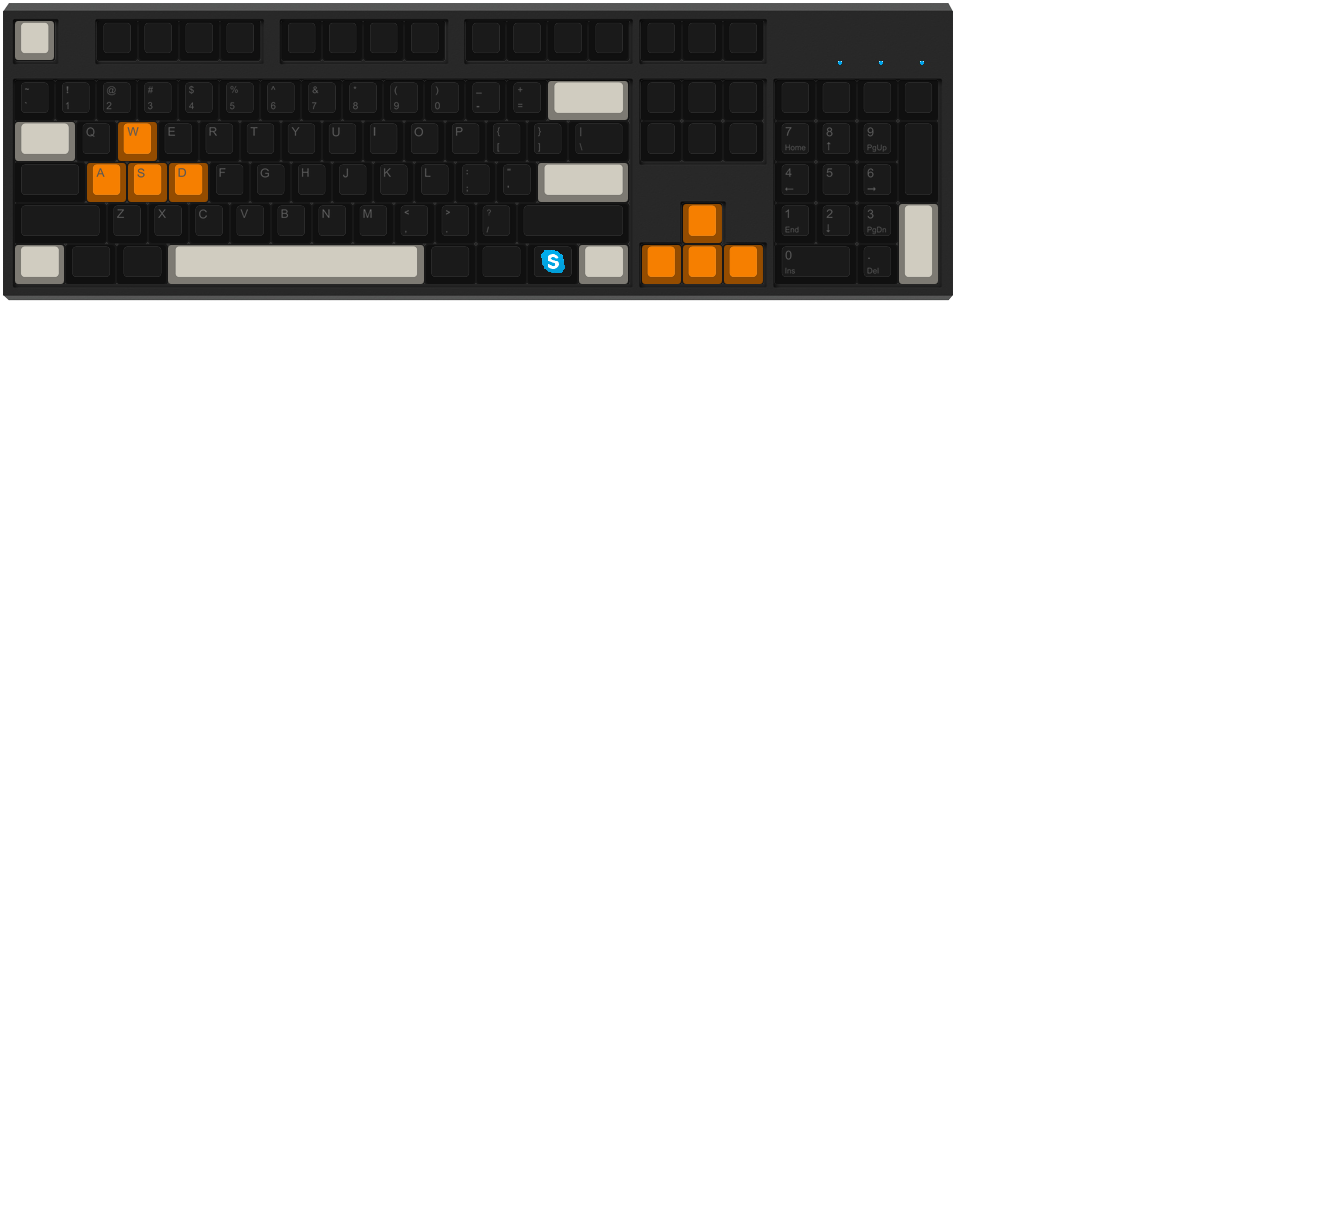 ~ ! @ # $ % ^ & * ( ) _ +
` 1 2 3 4 5 6 7 8 9 0 - =
Q W E R T Y U I O P { } |
[ ] \
A S D F G H J K L : "
; '
Z X C V B N M < > ?
, . /
S
7 8 9
Home ↑ PgUp
4 5 6
← →
1 2 3
End ↓ PgDn
0 .
Ins Del